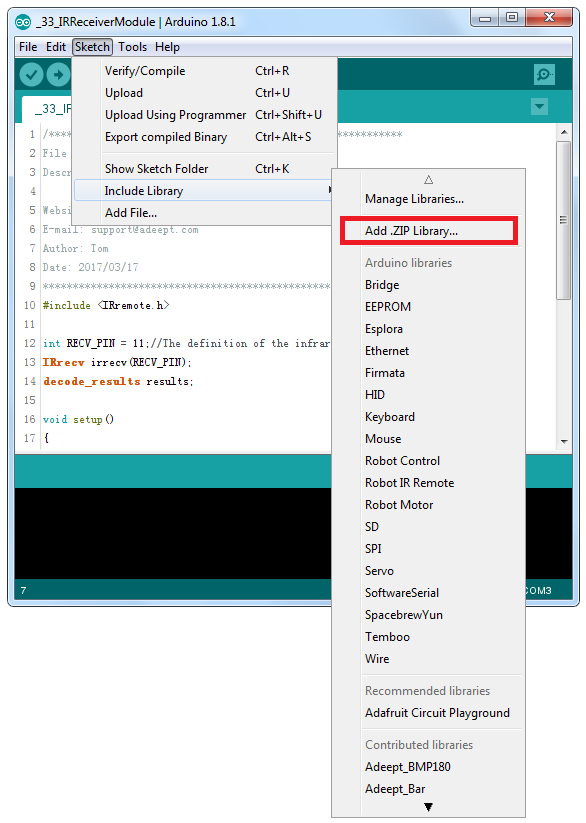 _33_IRReceiverModule | Arduino 1.8.1
File Edit Sketch Tools Help
Verify/Compile Ctrl+R
Upload Ctrl+U
Upload Using Programmer Ctrl+Shift+U
Export compiled Binary Ctrl+Alt+S
Show Sketch Folder Ctrl+K
Include Library
Add File...
Manage Libraries...
Add .ZIP Library...
Arduino libraries
Bridge
EEPROM
Esplora
Ethernet
Firmata
HID
Keyboard
Mouse
Robot Control
Robot IR Remote
Robot Motor
SD
SPI
Servo
SoftwareSerial
SpacebrewYun
Temboo
Wire
Recommended libraries
Adafruit Circuit Playground
Contributed libraries
Adeept_BMP180
Adeept_Bar
_33_IR
1 /**** ***********
2 File
3 Descr
4
5 Websi
6 E-mail: support@adeept.com
7 Author: Tom
8 Date: 2017/03/17
9 ************************************************
10 #include <IRremote.h>
11
12 int RECV_PIN = 11;//The definition of the infrar
13 IRrecv irrecv(RECV_PIN);
14 decode_results results;
15
16 void setup()
17 {
7 COM3